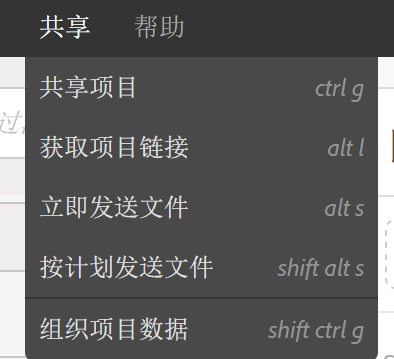 共享 帮助
共享项目 ctrl g
过
获取项目链接 alt l
立即发送文件 alt s
按计划发送文件 shift alt s
组织项目数据 shift ctrl g